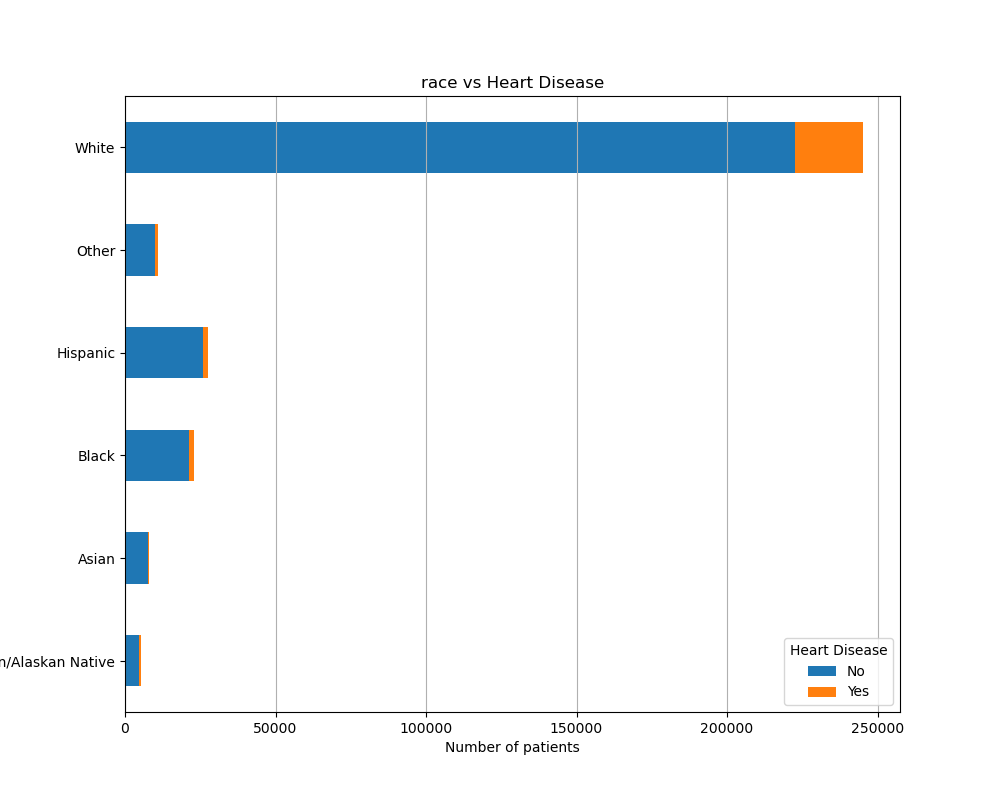 race vs Heart Disease
White
Other
Hispanic
Black
Asian
n/Alaskan Native
Heart Disease
No
Yes
0 50000 100000 150000 200000 250000
Number of patients